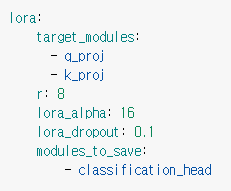 lora:
    target_modules:
      - q_proj
      - k_proj
    r: 8
    lora_alpha: 16
    lora_dropout: 0.1
    modules_to_save:
        - classification_head